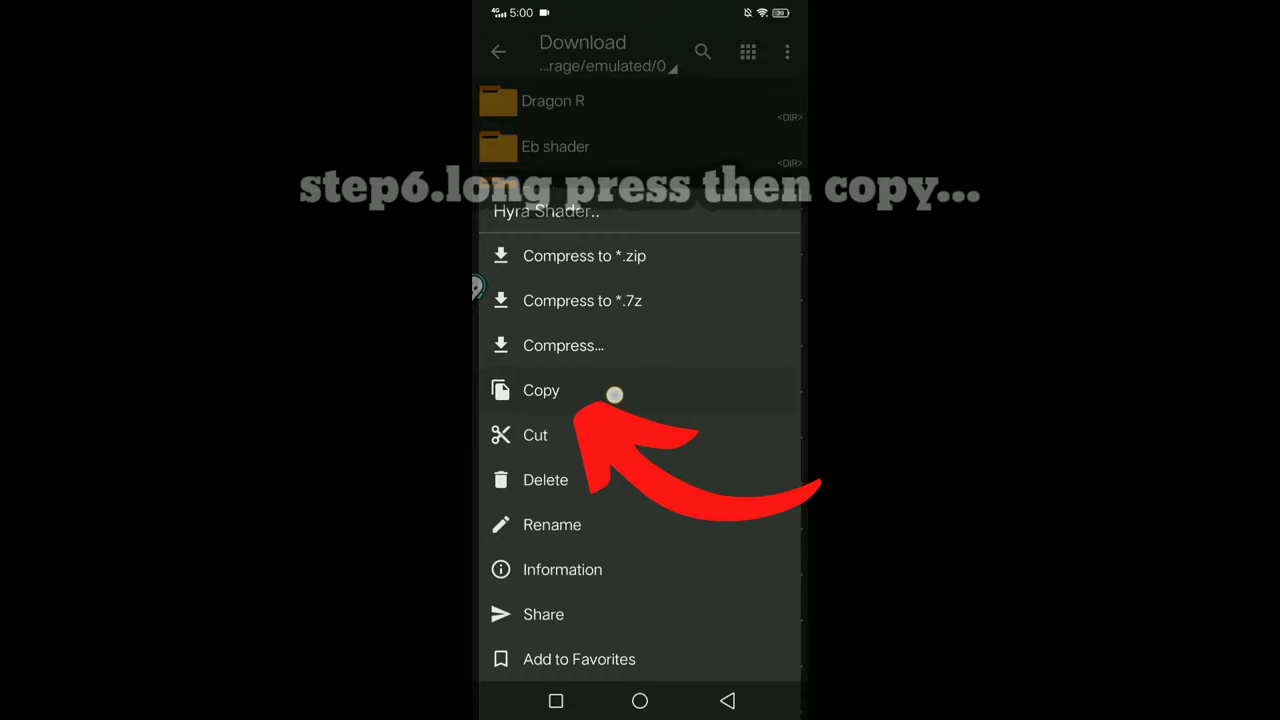 4G 5:00
Download
...rage/emulated/0
Dragon R
<DIR>
Eb shader
<DIR>
step6.long press then copy...
Hyra Shader..
Compress to *.zip
Compress to *.7z
Compress...
Copy
Cut
Delete
Rename
Information
Share
Add to Favorites